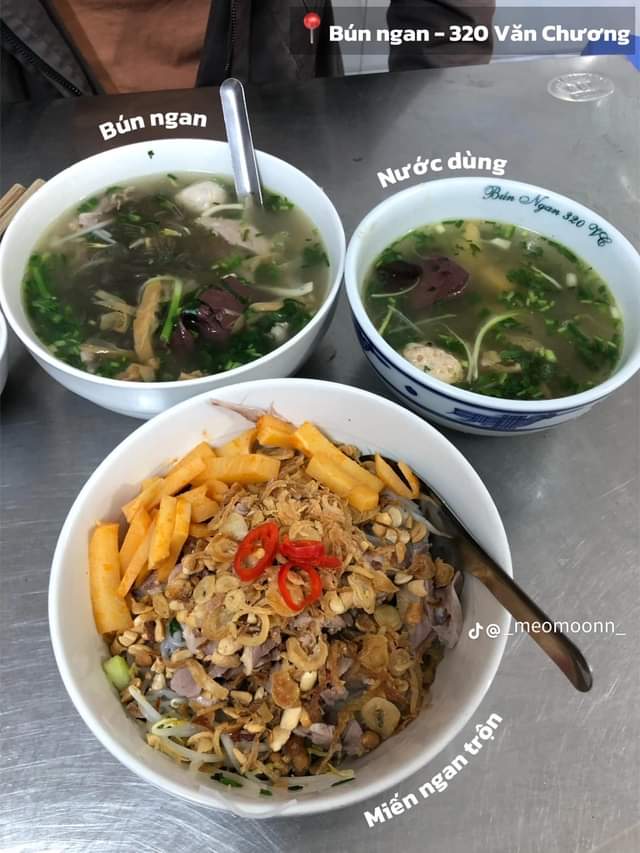 Bún ngan - 320 Văn Chương
Bún ngan
Nước dùng
Bún Ngan 320 VC
@_meomoonn_
Miến ngan trộn